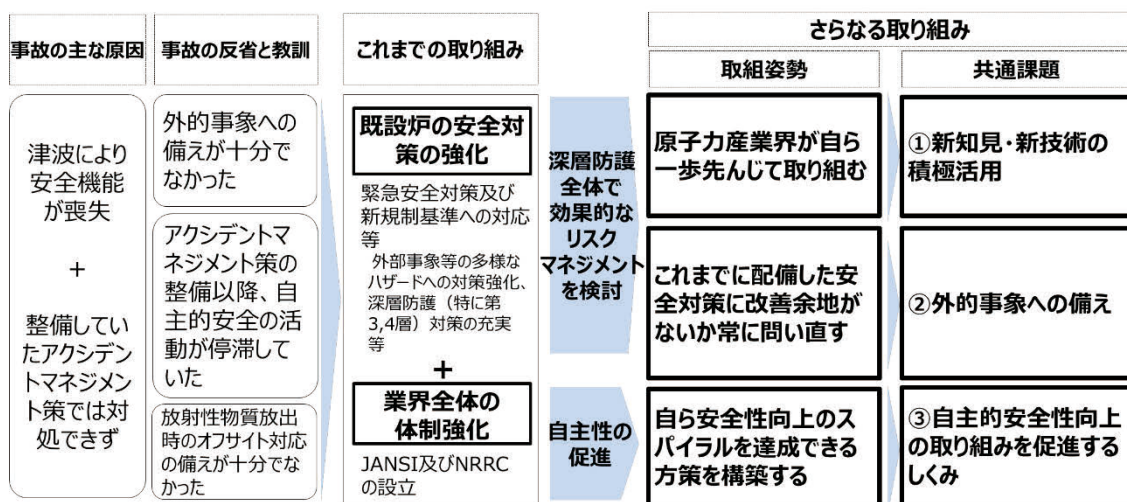 事故の主な原因
事故の反省と教訓
これまでの取り組み
さらなる取り組み
取組姿勢
共通課題
津波により
安全機能
が喪失
+
整備してい
たアクシデン
トマネジメン
ト策では対
処できず
外的事象への
備えが十分で
なかった
アクシデントマ
ネジメント策の
整備以降、自
主的安全の活
動が停滞して
いた
放射性物質放出
時のオフサイト対応
の備えが十分でな
かった
既設炉の安全対
策の強化
緊急安全対策及び
新規制基準への対応
等
外部事象等の多様な
ハザードへの対策強化、
深層防護（特に第
3,4層）対策の充実
等
+
業界全体の
体制強化
JANSI及びNRRC
の設立
深層防護
全体で
効果的な
リスク
マネジメント
を検討
自主性の
促進
原子力産業界が自ら
一歩先んじて取り組む
これまでに配備した安
全対策に改善余地が
ないか常に問い直す
自ら安全性向上のス
パイラルを達成できる
方策を構築する
①新知見・新技術の
積極活用
②外的事象への備え
③自主的安全性向上
の取り組みを促進する
しくみ